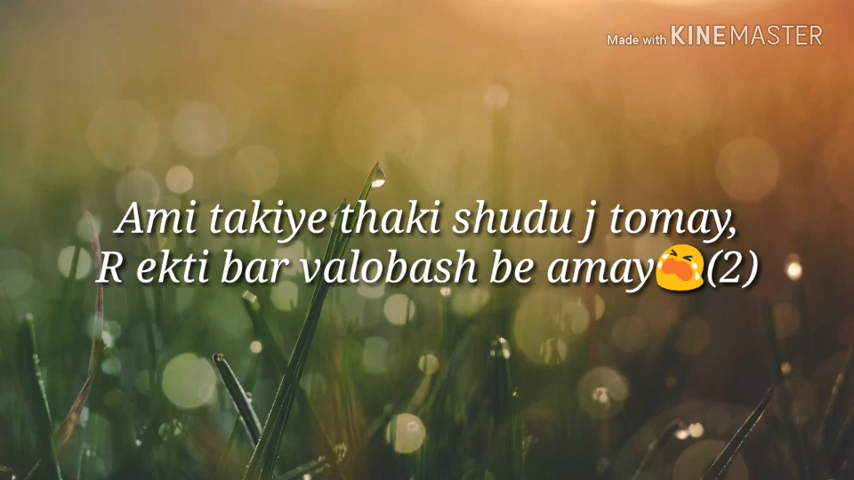 Made with KINEMASTER
Ami takiye thaki shudu j tomay,
R ekti bar valobash be amay😭(2)